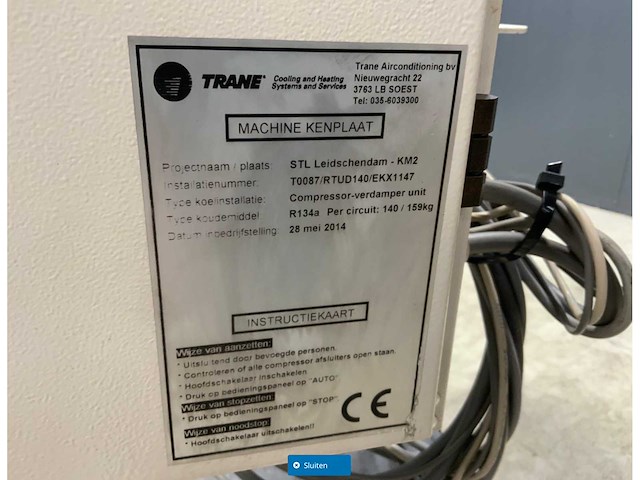 TRANE
Cooling and Heating
Systems and Services
Trane Airconditioning bv
Nieuwegracht 22
3763 LB SOEST
Tel: 035-6039300
MACHINE KENPLAAT
Projectnaam / plaats: STL Leidschendam - KM2
Installatienummer: T0087/RTUD140/EKX1147
Type koelinstallatie: Compressor-verdamper unit
Type koudemiddel R134a Per circuit: 140 / 159kg
Datum inbedrijfstelling: 28 mei 2014
INSTRUCTIEKAART
Wijze van aanzetten:
* Uitsluitend door bevoegde personen.
* Controleren of alle compressor afsluiters open staan.
* Hoofdschakelaar inschakelen
* Druk op bedieningspaneel op "AUTO"
Wijze van stopzetten:
* Druk op bedieningspaneel op "STOP".
Wijze van noodstop:
* Hoofdschakelaar uitschakelen!!
CE
Sluiten